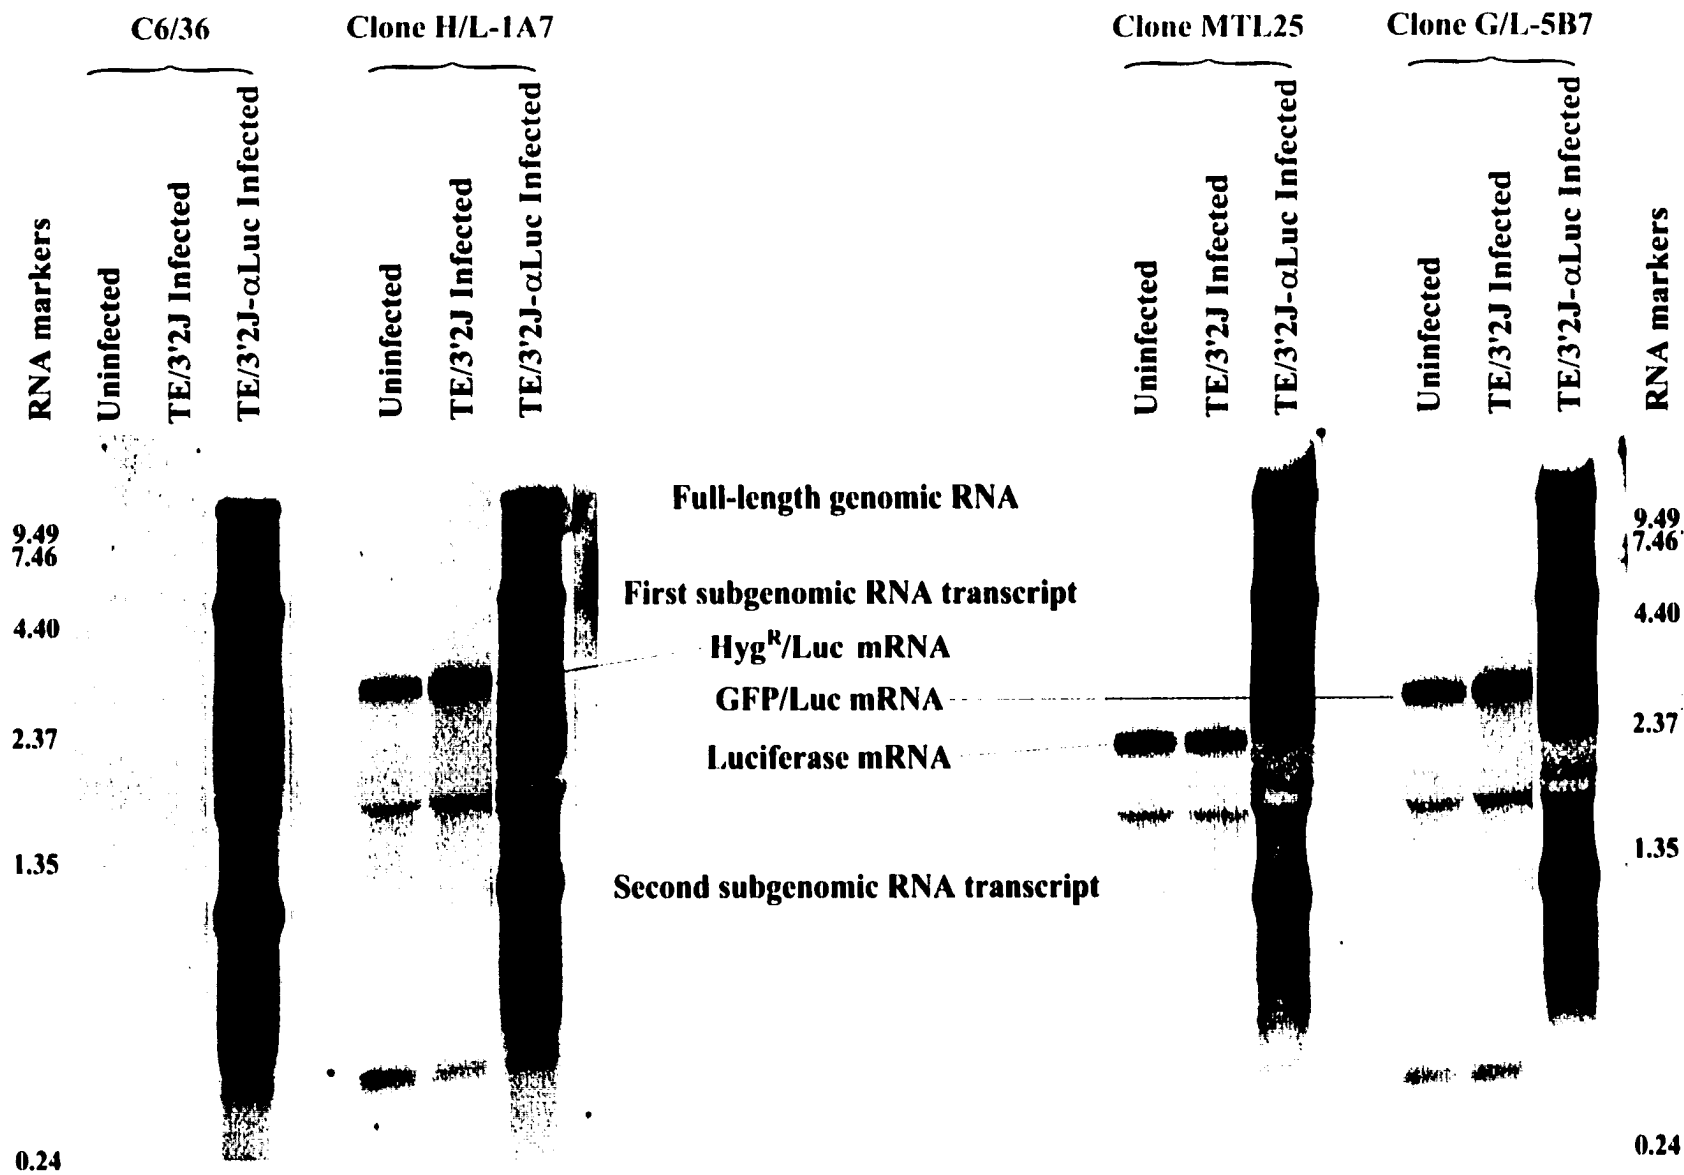 C6/36
Clone H/L-1A7
Clone MTL25
Clone G/L-5B7
RNA markers
Uninfected
TE/3'2J Infected
TE/3'2J-αLuc Infected
Uninfected
TE/3'2J Infected
TE/3'2J-αLuc Infected
Uninfected
TE/3'2J Infected
TE/3'2J-αLuc Infected
Uninfected
TE/3'2J Infected
TE/3'2J-αLuc Infected
RNA markers
9.49
7.46
4.40
2.37
1.35
0.24
Full-length genomic RNA
First subgenomic RNA transcript
Hyg^R/Luc mRNA
GFP/Luc mRNA
Luciferase mRNA
Second subgenomic RNA transcript
9.49
7.46
4.40
2.37
1.35
0.24